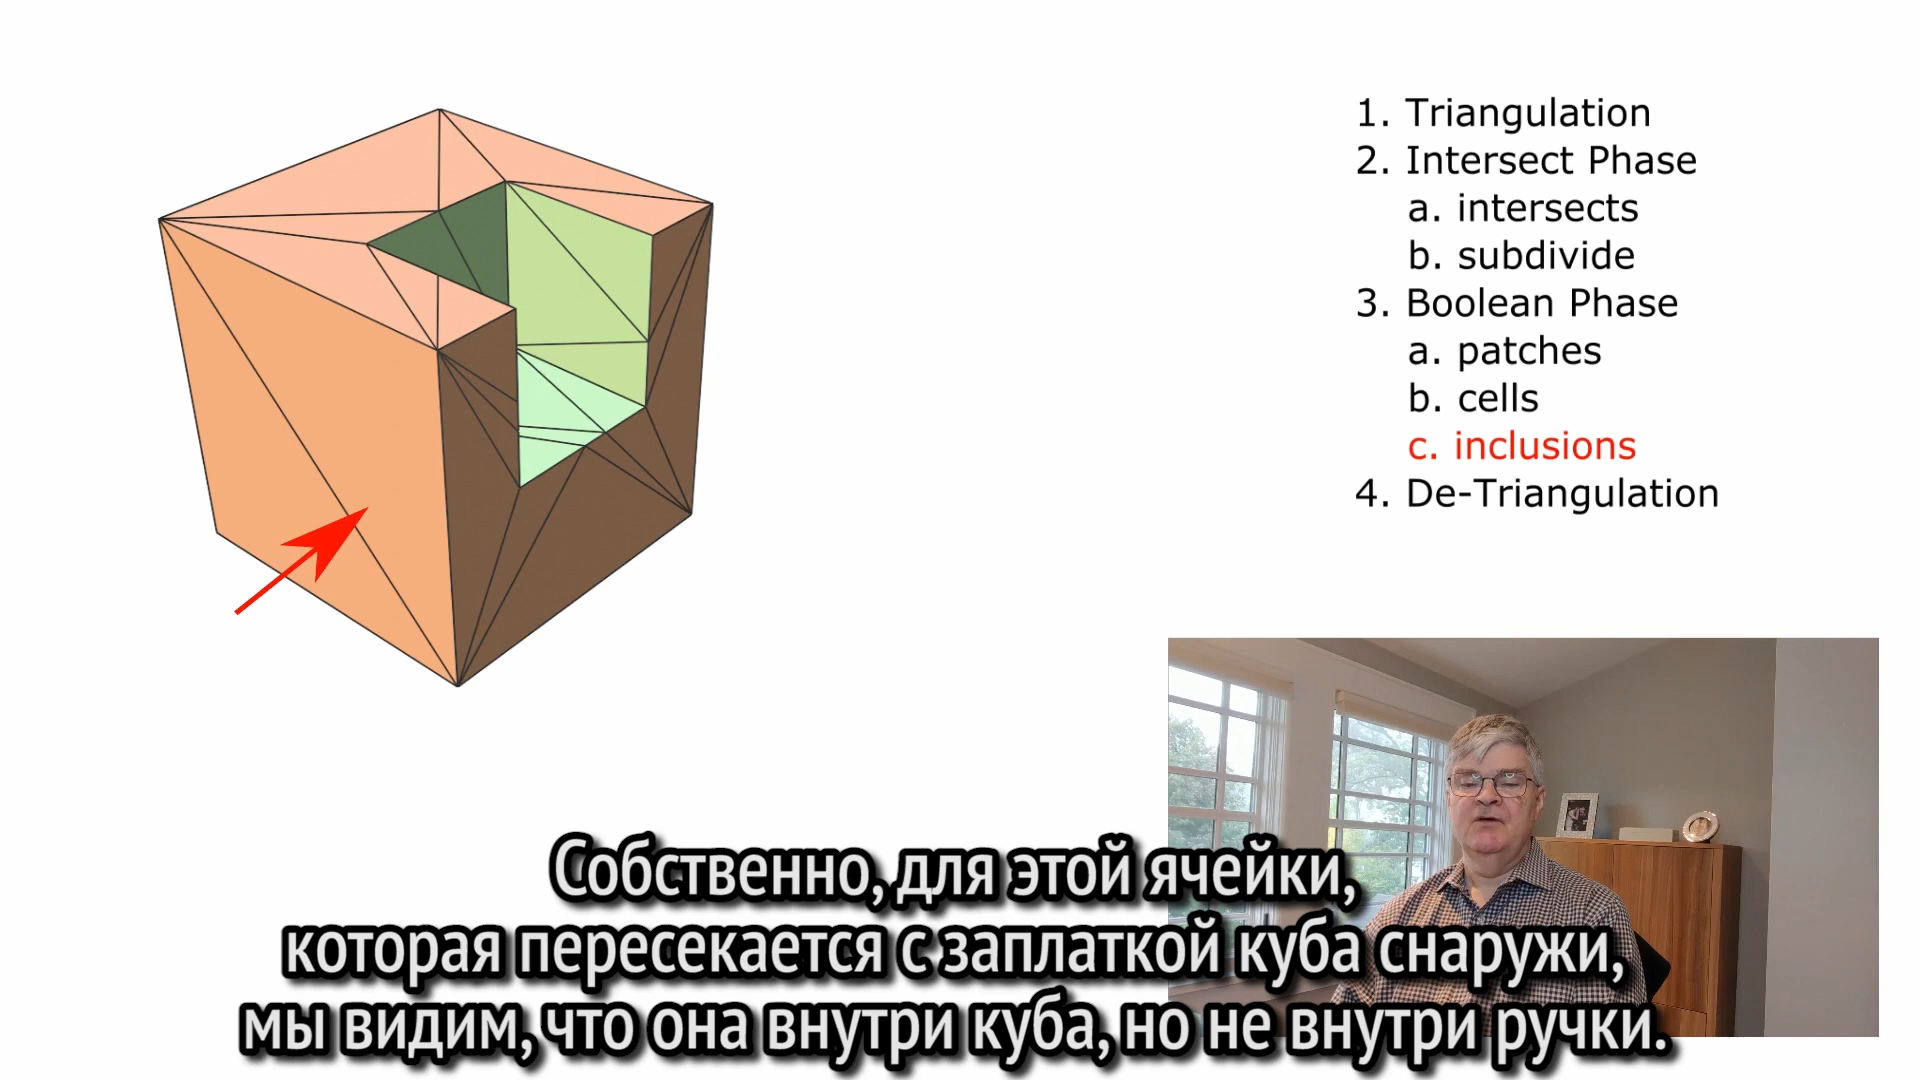 1. Triangulation
2. Intersect Phase
a. intersects
b. subdivide
3. Boolean Phase
a. patches
b. cells
c. inclusions
4. De-Triangulation
Собственно, для этой ячейки,
которая пересекается с заплаткой куба снаружи,
мы видим, что она внутри куба, но не внутри ручки.